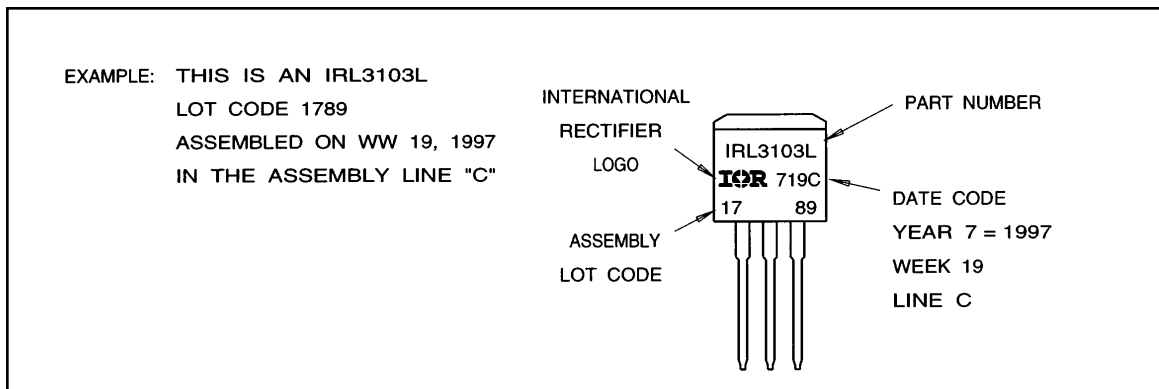 EXAMPLE: THIS IS AN IRL3103L
LOT CODE 1789
ASSEMBLED ON WW 19, 1997
IN THE ASSEMBLY LINE "C"
INTERNATIONAL
RECTIFIER
LOGO
PART NUMBER
IRL3103L
IOR 719C
17 89
ASSEMBLY
LOT CODE
DATE CODE
YEAR 7 = 1997
WEEK 19
LINE C